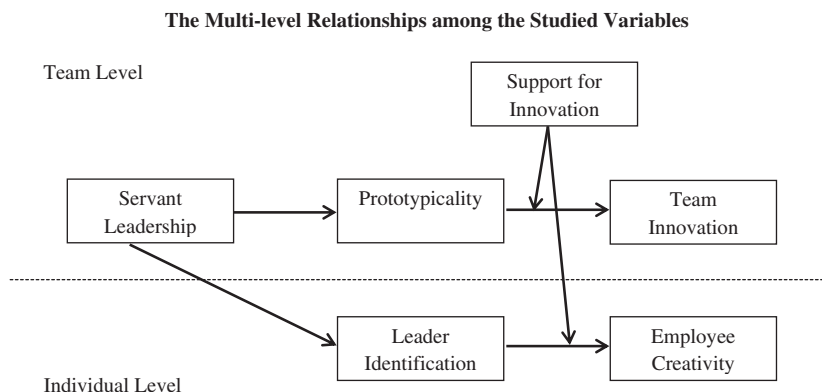 The Multi-level Relationships among the Studied Variables
Team Level
Support for
Innovation
Servant
Leadership
Prototypicality
Team
Innovation
Leader
Identification
Employee
Creativity
Individual Level